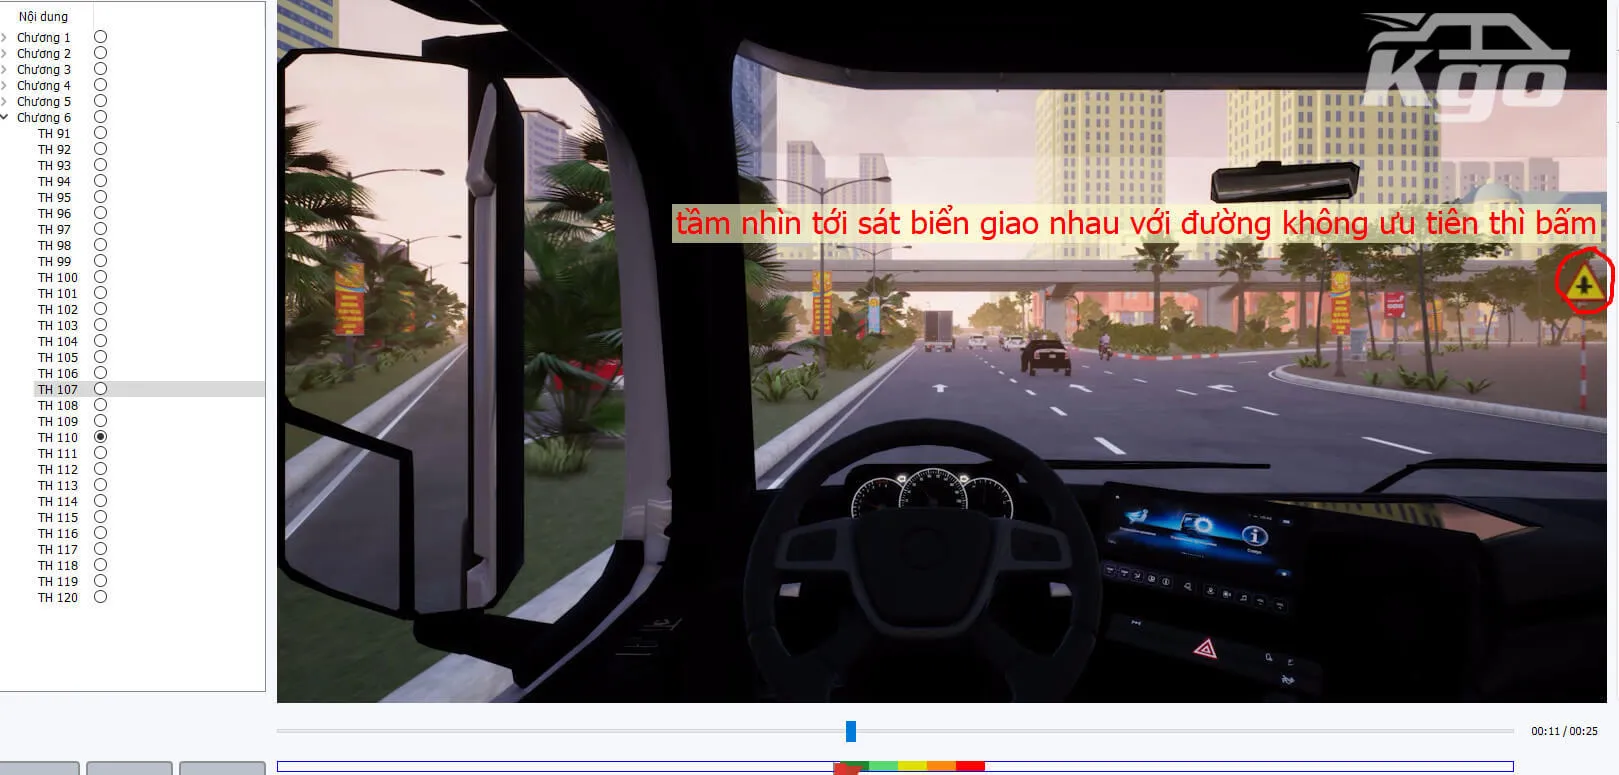 Nội dung
Chương 1
Chương 2
Chương 3
Chương 4
Chương 5
Chương 6
TH 91
TH 92
TH 93
TH 94
TH 95
TH 96
TH 97
TH 98
TH 99
TH 100
TH 101
TH 102
TH 103
TH 104
TH 105
TH 106
TH 107
TH 108
TH 109
TH 110
TH 111
TH 112
TH 113
TH 114
TH 115
TH 116
TH 117
TH 118
TH 119
TH 120
Kgo
tầm nhìn tới sát biển giao nhau với đường không ưu tiên thì bấm
00:11 / 00:25